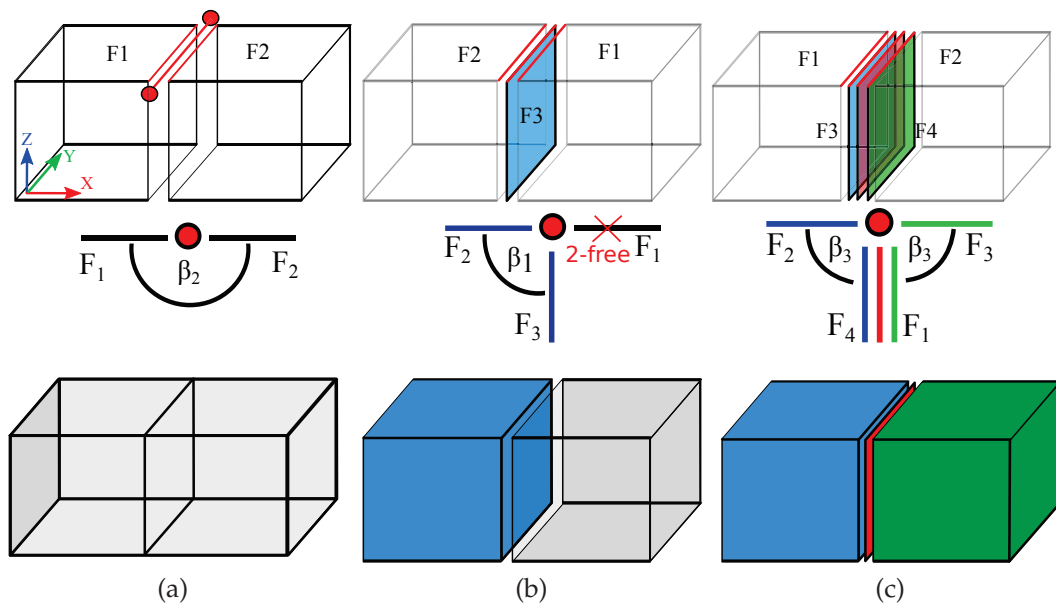 F1 F2
Z
Y
X
F₁ β₂ F₂
F2 F1
F3
F₂ β1 2-free F₁
F₃
F1 F2
F3 F4
F₂ β₃ β₃ F₃
F₄ F₁
(a) (b) (c)